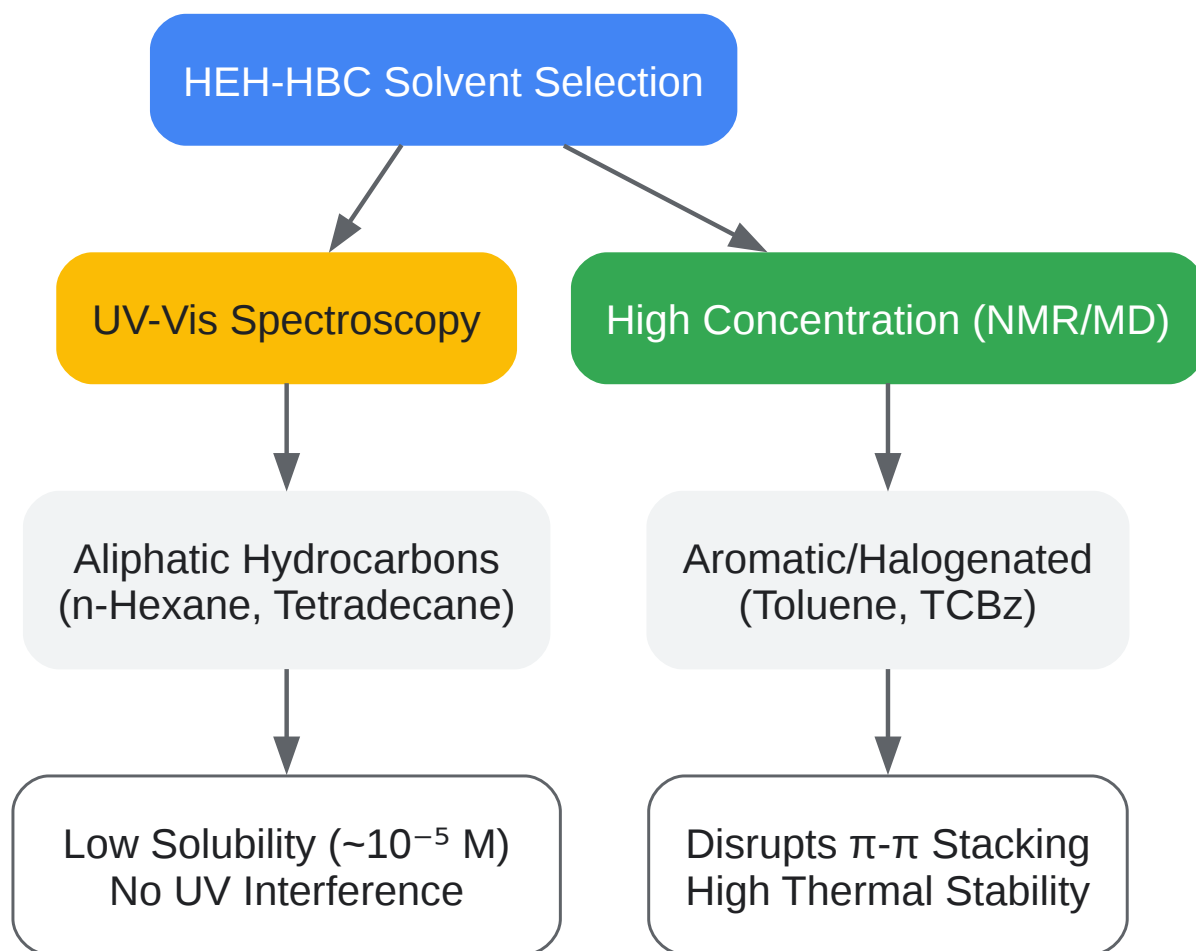 HEH-HBC Solvent Selection
UV-Vis Spectroscopy
High Concentration (NMR/MD)
Aliphatic Hydrocarbons
(n-Hexane, Tetradecane)
Aromatic/Halogenated
(Toluene, TCBz)
Low Solubility (~10⁻⁵ M)
No UV Interference
Disrupts π-π Stacking
High Thermal Stability